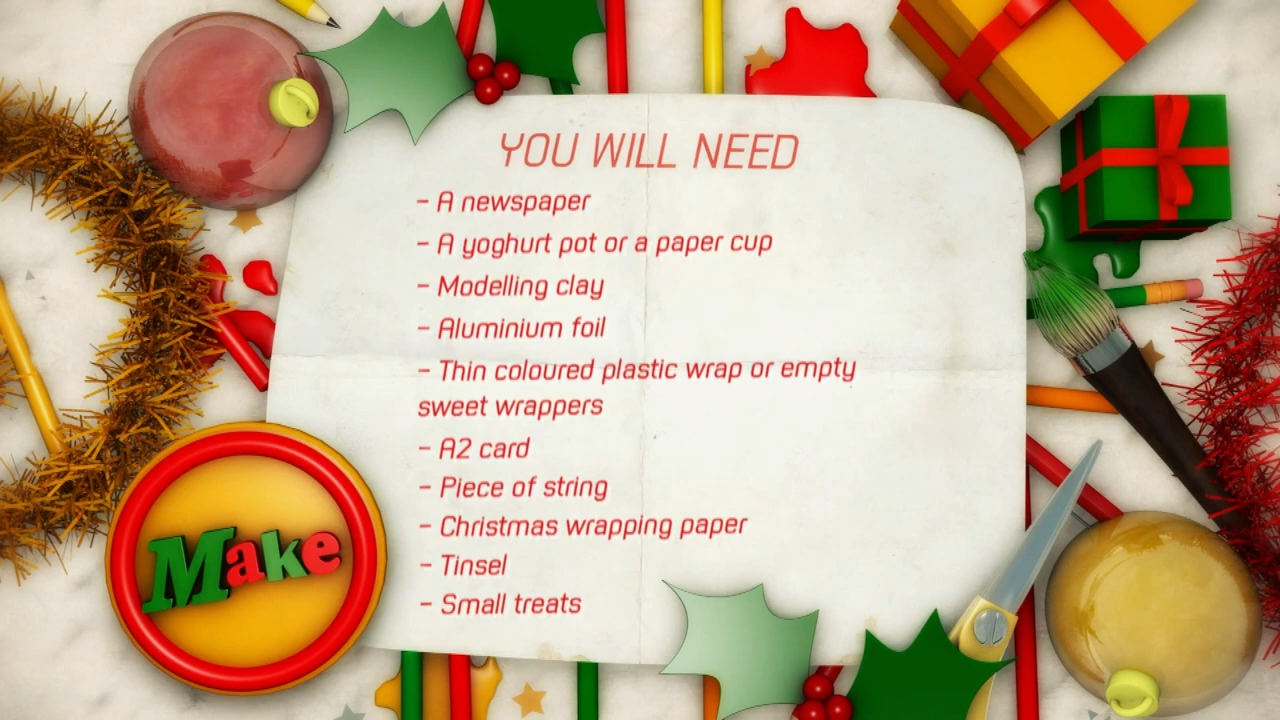 YOU WILL NEED
- A newspaper
- A yoghurt pot or a paper cup
- Modelling clay
- Aluminium foil
- Thin coloured plastic wrap or empty
sweet wrappers
- A2 card
- Piece of string
- Christmas wrapping paper
- Tinsel
- Small treats
Make